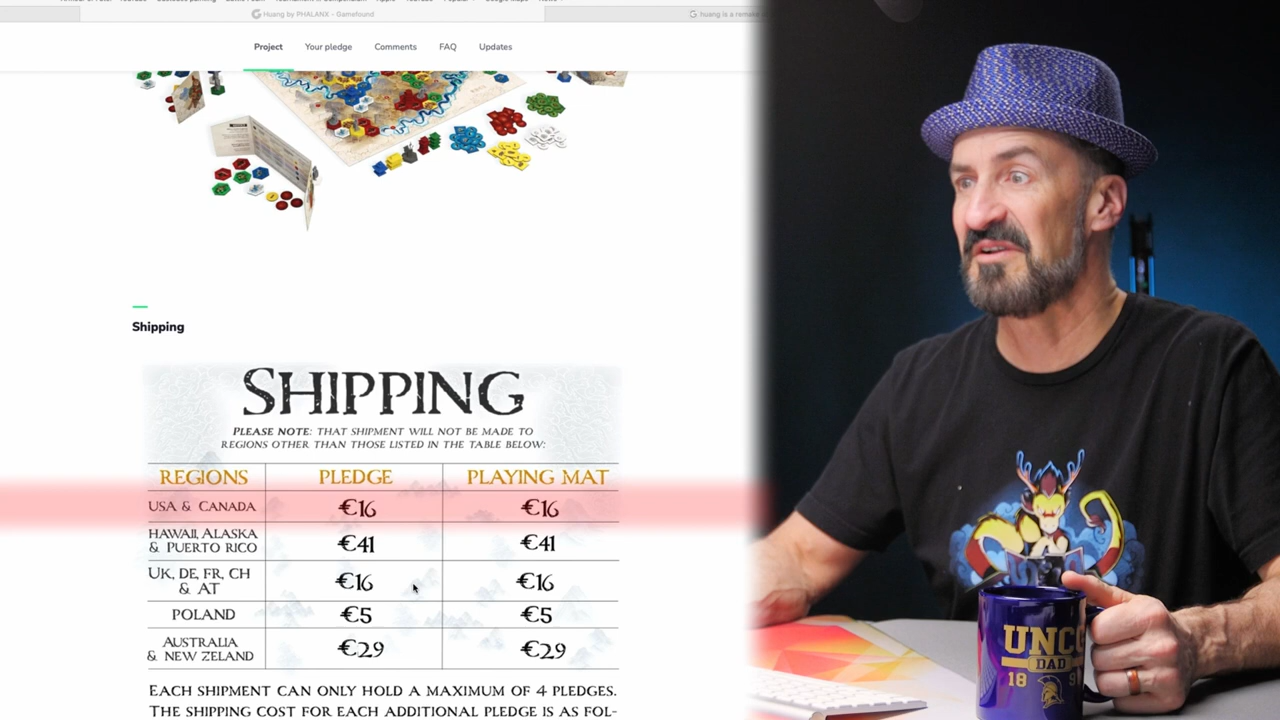 Huang by PHALANX - Gamefound
huang is a remake
Project
Your pledge
Comments
FAQ
Updates
Shipping
SHIPPING
PLEASE NOTE: THAT SHIPMENT WILL NOT BE MADE TO
REGIONS OTHER THAN THOSE LISTED IN THE TABLE BELOW:
REGIONS PLEDGE PLAYING MAT
USA & CANADA €16 €16
HAWAII, ALASKA
& PUERTO RICO €41 €41
UK, DE, FR, CH
& AT €16 €16
POLAND €5 €5
AUSTRALIA
& NEW ZELAND €29 €29
EACH SHIPMENT CAN ONLY HOLD A MAXIMUM OF 4 PLEDGES.
THE SHIPPING COST FOR EACH ADDITIONAL PLEDGE IS AS FOL-
UNCG
DAD
18 9